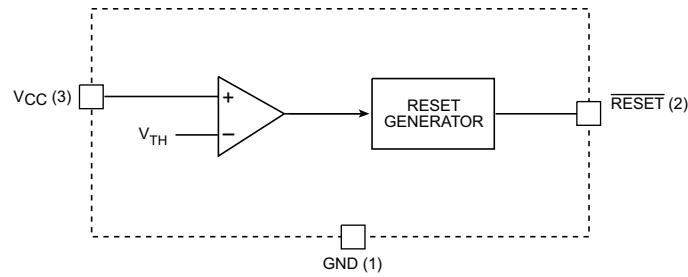 VCC (3)
+
VTH
−
RESET
GENERATOR
RESET (2)
GND (1)